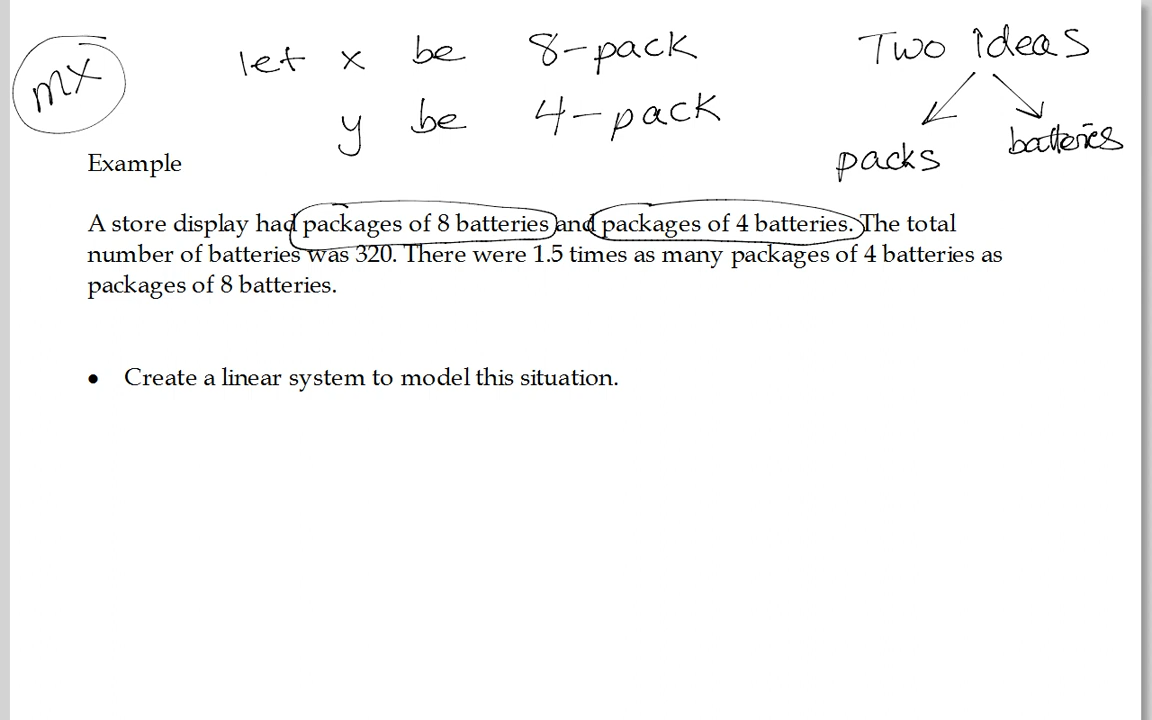 mx
let x be 8-pack
y be 4-pack
Two ideas
packs
batteries
Example
A store display had packages of 8 batteries and packages of 4 batteries. The total
number of batteries was 320. There were 1.5 times as many packages of 4 batteries as
packages of 8 batteries.
• Create a linear system to model this situation.